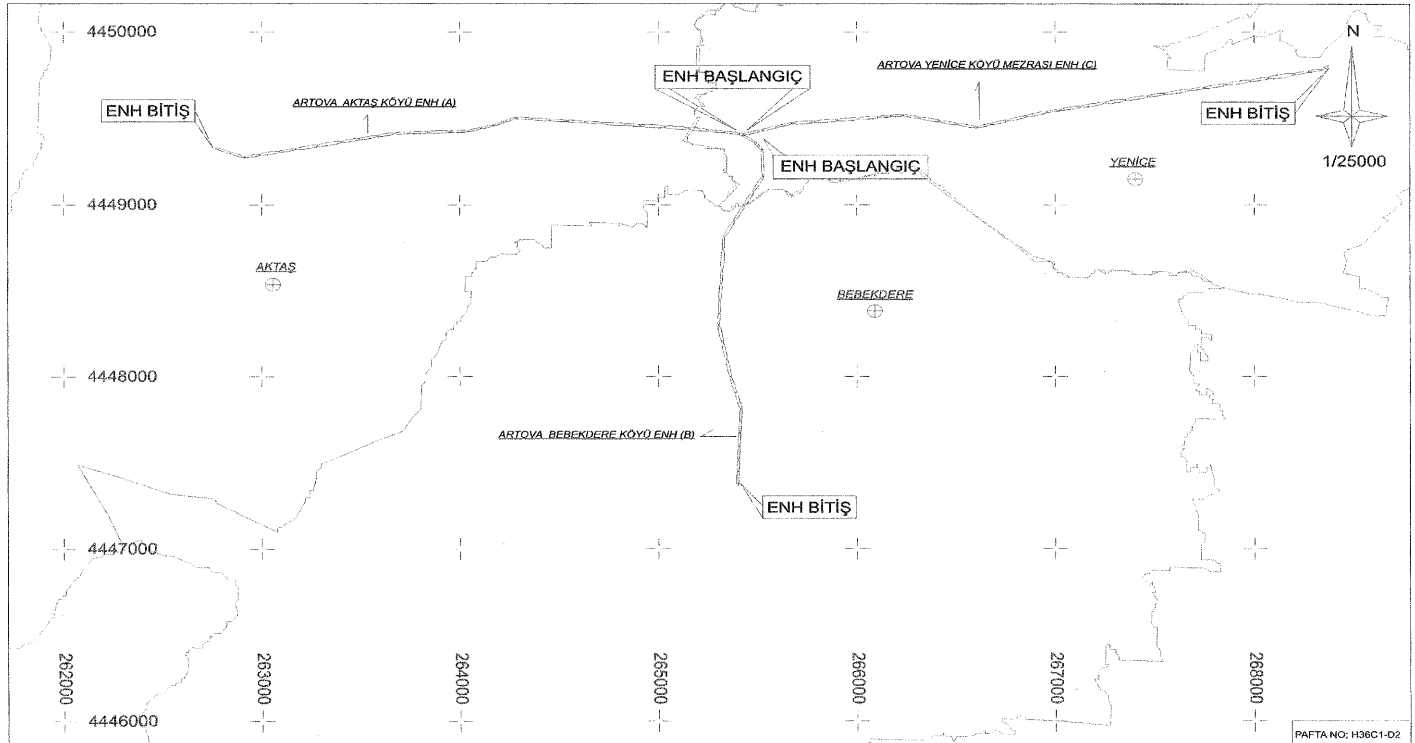 4450000
ENH BAŞLANGIÇ
ARTOVA YENİCE KÖYÜ MEZRASI ENH (C)
N
ARTOVA AKTAŞ KÖYÜ ENH (A)
ENH BİTİŞ
ENH BİTİŞ
1/25000
ENH BAŞLANGIÇ
YENİCE
4449000
AKTAŞ
BEBEKDERE
4448000
ARTOVA BEBEKDERE KÖYÜ ENH (B)
ENH BİTİŞ
4447000
262000
263000
264000
265000
266000
267000
268000
4446000
PAFTA NO: H36C1-D2